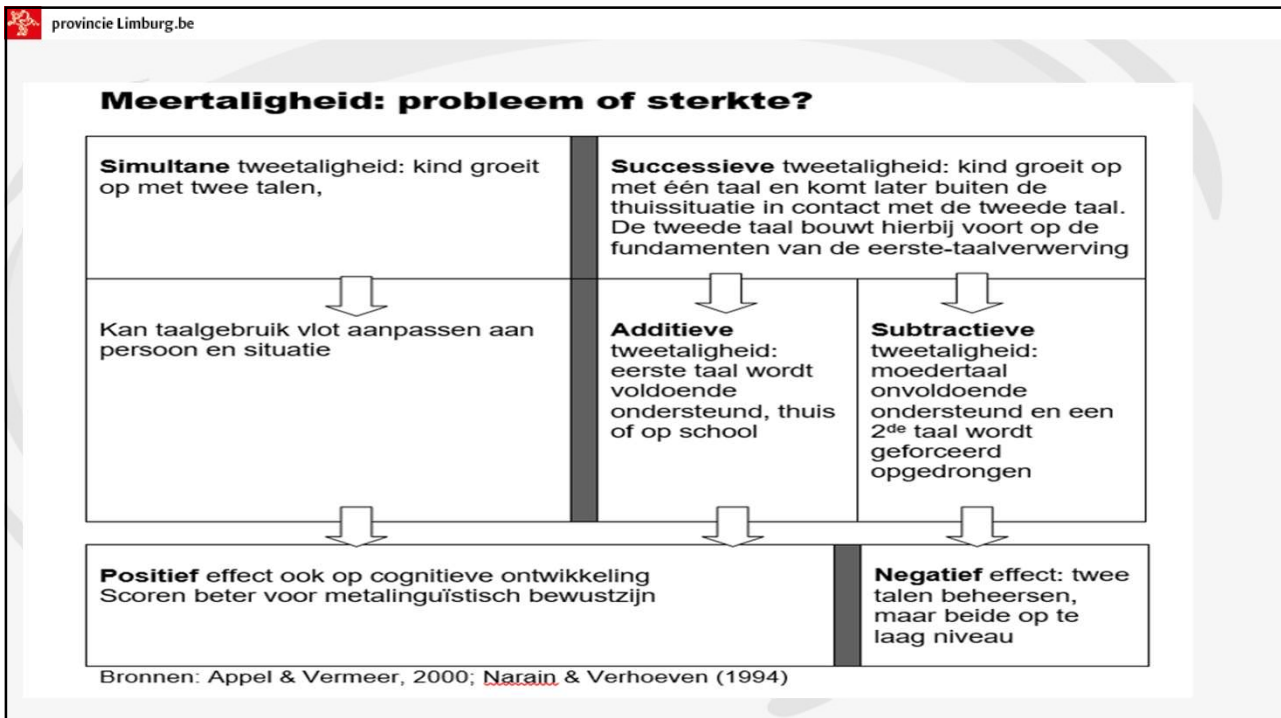 provincie Limburg.be
Meertaligheid: probleem of sterkte?
Simultane tweetaligheid: kind groeit
op met twee talen,
Successieve tweetaligheid: kind groeit op
met één taal en komt later buiten de
thuissituatie in contact met de tweede taal.
De tweede taal bouwt hierbij voort op de
fundamenten van de eerste-taalverwerving
Kan taalgebruik vlot aanpassen aan
persoon en situatie
Additieve
tweetaligheid:
eerste taal wordt
voldoende
ondersteund, thuis
of op school
Subtractieve
tweetaligheid:
moedertaal
onvoldoende
ondersteund en een
2de taal wordt
geforceerd
opgedrongen
Positief effect ook op cognitieve ontwikkeling
Scoren beter voor metalinguïstisch bewustzijn
Negatief effect: twee
talen beheersen,
maar beide op te
laag niveau
Bronnen: Appel & Vermeer, 2000; Narain & Verhoeven (1994)